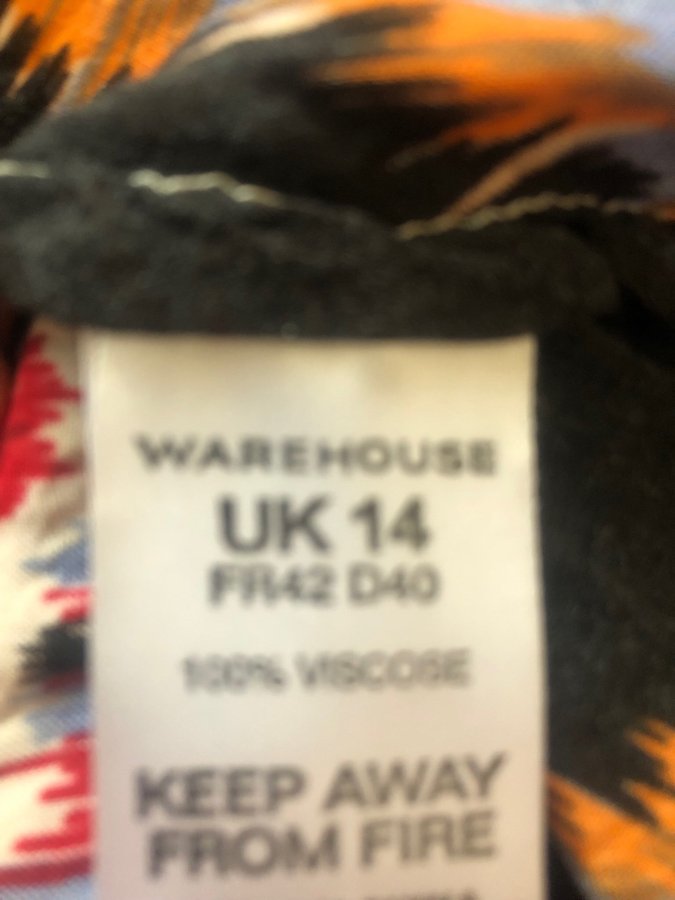 WAREHOUSE
UK 14
FR42 D40
100% VISCOSE
KEEP AWAY
FROM FIRE